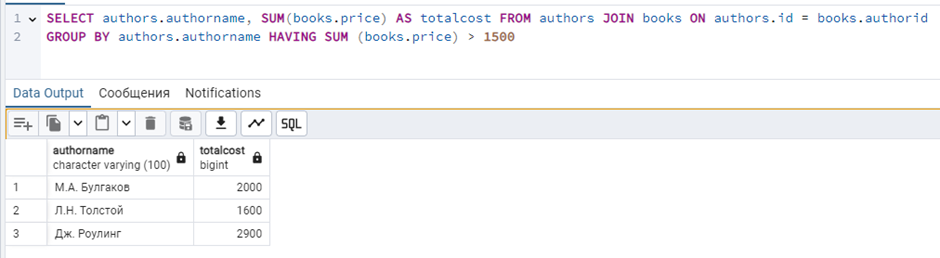 1 SELECT authors.authorname, SUM(books.price) AS totalcost FROM authors JOIN books ON authors.id = books.authorid
2 GROUP BY authors.authorname HAVING SUM (books.price) > 1500
Data Output Сообщения Notifications
SQL
authorname totalcost
character varying (100) bigint
1 М.А. Булгаков 2000
2 Л.Н. Толстой 1600
3 Дж. Роулинг 2900